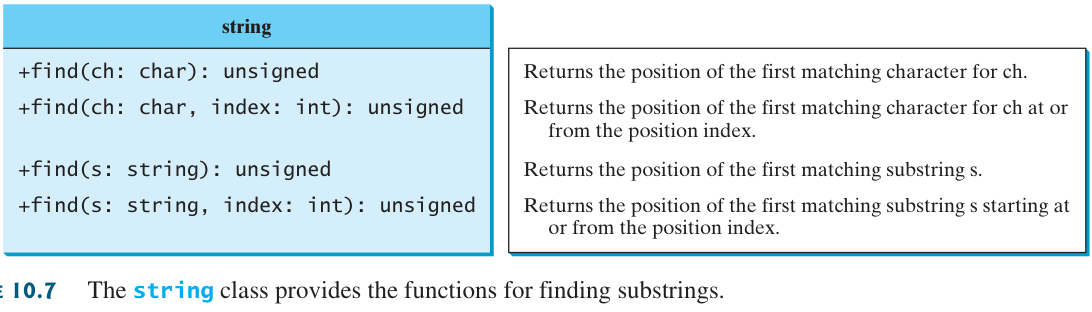 string
+find(ch: char): unsigned
Returns the position of the first matching character for ch.
+find(ch: char, index: int): unsigned
Returns the position of the first matching character for ch at or
from the position index.
+find(s: string): unsigned
Returns the position of the first matching substring s.
+find(s: string, index: int): unsigned
Returns the position of the first matching substring s starting at
or from the position index.
E 10.7 The string class provides the functions for finding substrings.